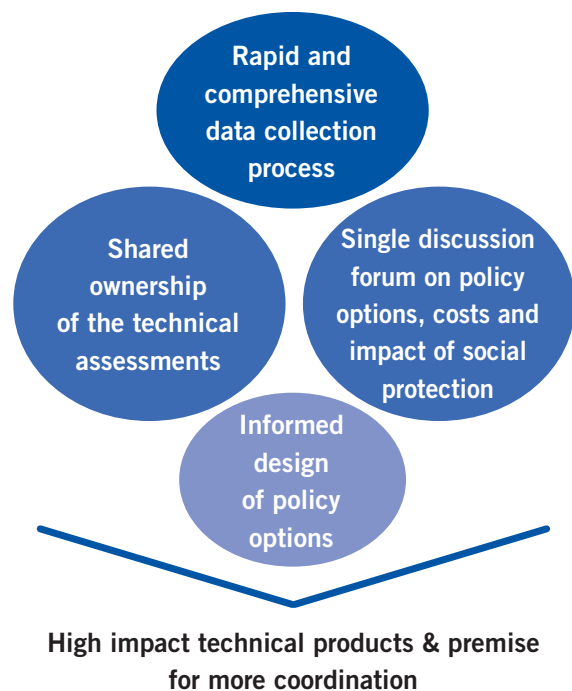 Rapid and
comprehensive
data collection
process
Shared
ownership
of the technical
assessments
Single discussion
forum on policy
options, costs and
impact of social
protection
Informed
design
of policy
options
High impact technical products & premise
for more coordination